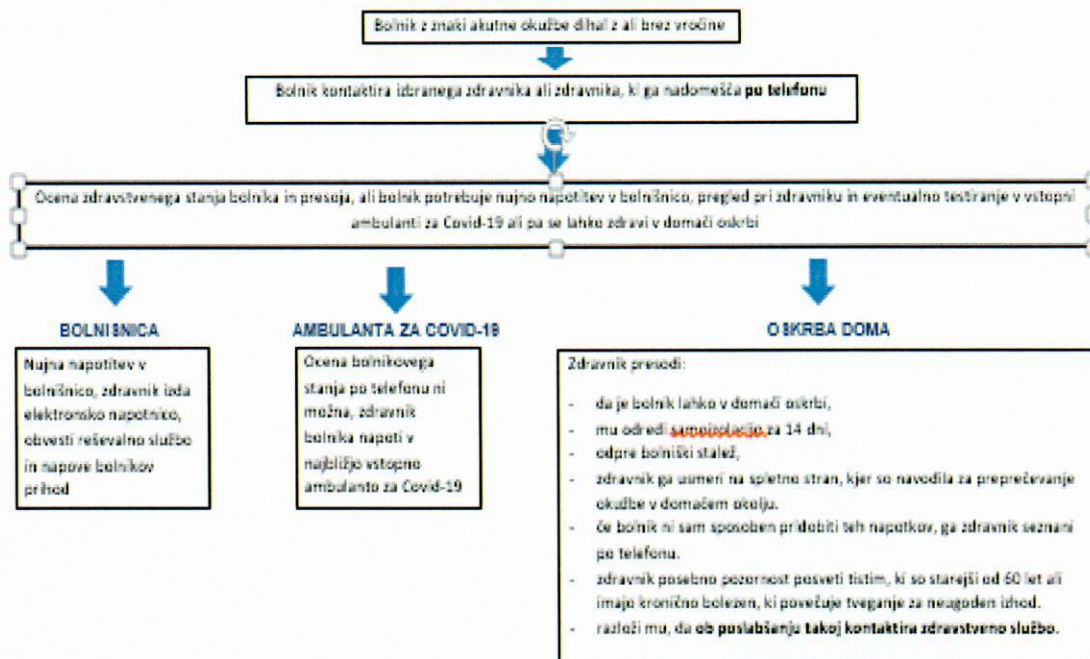 Bolnik z znaki akutne okužbe dihal z ali brez vročine
Bolnik kontaktira izbranega zdravnika ali zdravnika, ki ga nadomešča po telefonu
Ocena zdravstvenega stanja bolnika in presoja, ali bolnik potrebuje nujno napotitev v bolnišnico, pregled pri zdravniku in eventualno testiranje v vstopni
ambulanti za Covid-19 ali pa se lahko zdravi v domači oskrbi
BOLNISNICA
Nujna napotitev v
bolnišnico, zdravnik izda
elektronsko napotnico,
obvesti reševalno službo
in napove bolnikov
prihod
AMBULANTA ZA COVID-19
Ocena bolnikovega
stanja po telefonu ni
možna, zdravnik
bolnika napoti v
najbližjo vstopno
ambulanto za Covid-19
OSKRBA DOMA
Zdravnik presodi:
- da je bolnik lahko v domači oskrbi,
- mu odredi samoizolacijo za 14 dni,
- odpre bolniški stalež,
- zdravnik ga usmeri na spletno stran, kjer so navodila za preprečevanje
okužbe v domačem okolju.
- če bolnik ni sam sposoben pridobiti teh napotkov, ga zdravnik seznani
po telefonu.
- zdravnik posebno pozornost posveti tistim, ki so starejši od 60 let ali
imajo kronično bolezen, ki povečuje tveganje za neugoden izhod.
- razloži mu, da ob poslabšanju takoj kontaktira zdravstveno službo.